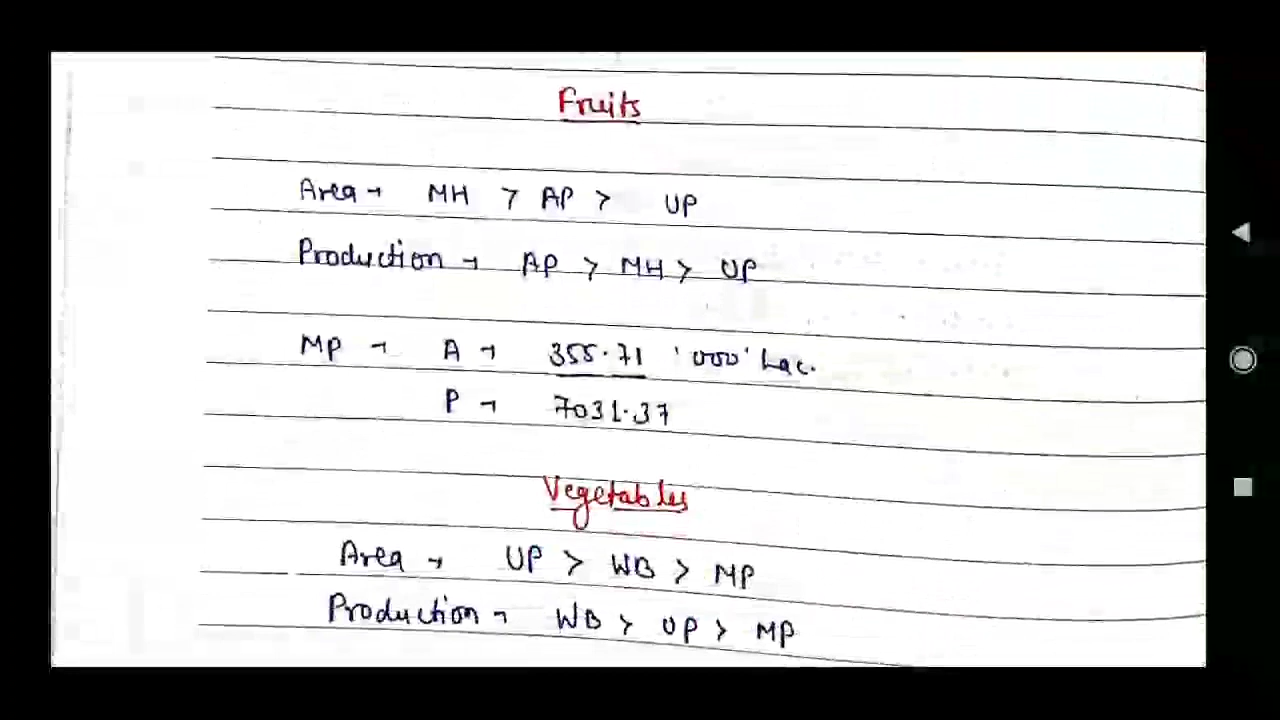 Fruits
Area → MH > AP > UP
Production → AP > MH > UP
MP → A → 355.71 '000' hac.
P → 7031.37
Vegetables
Area → UP > WB > MP
Production → WB > UP > MP